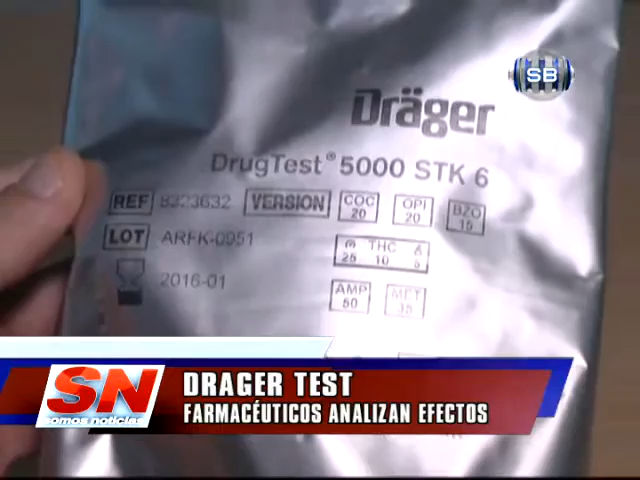 SB
Dräger
DrugTest® 5000 STK 6
REF 8323632 VERSION COC 20 OPI 20 BZO 15
LOT ARFK-0951 25 THC 10 5
2016-01 AMP 50 MET 35
SN
somos noticias
DRAGER TEST
FARMACÉUTICOS ANALIZAN EFECTOS